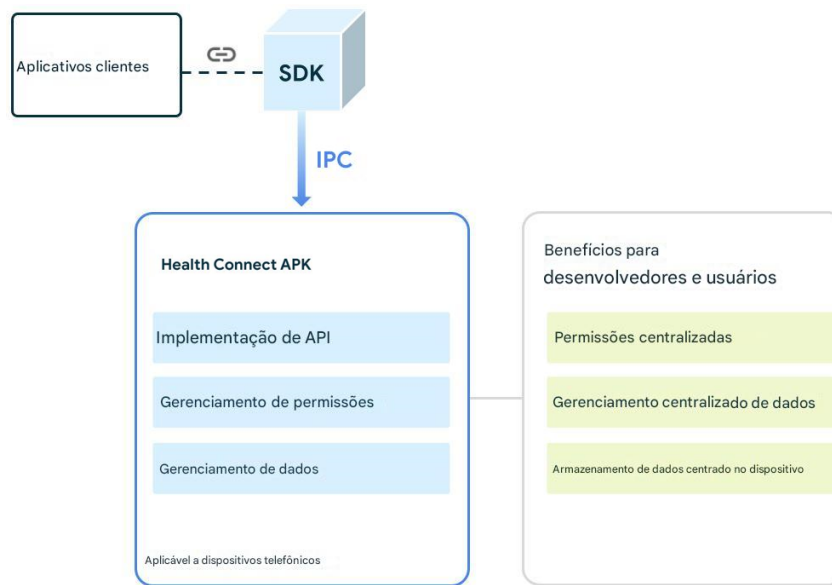 Aplicativos clientes
SDK
IPC
Health Connect APK
Implementação de API
Gerenciamento de permissões
Gerenciamento de dados
Aplicável a dispositivos telefônicos
Benefícios para
desenvolvedores e usuários
Permissões centralizadas
Gerenciamento centralizado de dados
Armazenamento de dados centrado no dispositivo